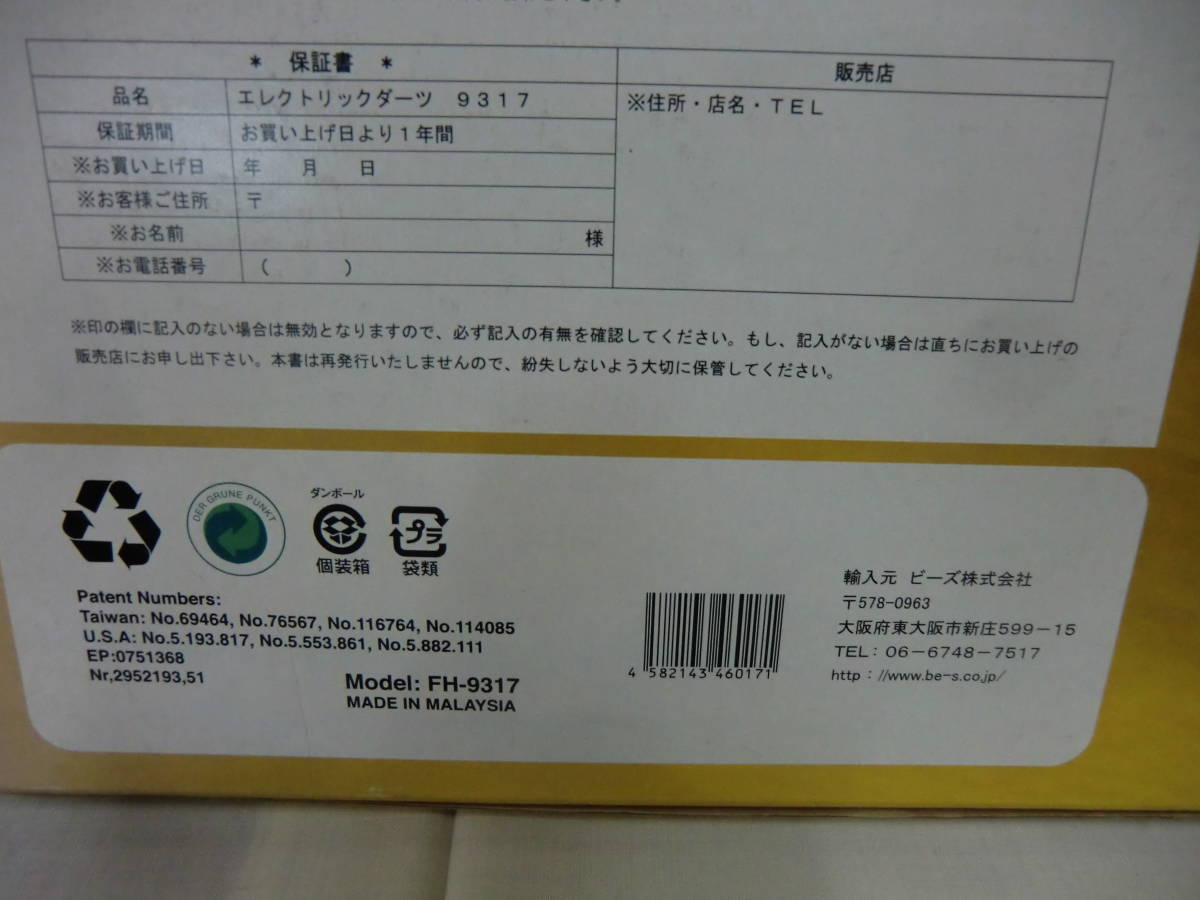 ＊ 保証書 ＊
品名 エレクトリックダーツ ９３１７
保証期間 お買い上げ日より１年間
※お買い上げ日 年 月 日
※お客様ご住所 〒
※お名前 様
※お電話番号 （ ）
販売店
※住所・店名・ＴＥＬ
※印の欄に記入のない場合は無効となりますので、必ず記入の有無を確認してください。もし、記入がない場合は直ちにお買い上げの
販売店にお申し出下さい。本書は再発行いたしませんので、紛失しないよう大切に保管してください。
DER GRÜNE PUNKT
ダンボール
個装箱
プラ
袋類
Patent Numbers:
Taiwan: No.69464, No.76567, No.116764, No.114085
U.S.A: No.5.193.817, No.5.553.861, No.5.882.111
EP:0751368
Nr,2952193,51
Model: FH-9317
MADE IN MALAYSIA
4 582143 460171
輸入元 ビーズ株式会社
〒578-0963
大阪府東大阪市新庄599－15
TEL：06－6748－7517
http：//www.be-s.co.jp/